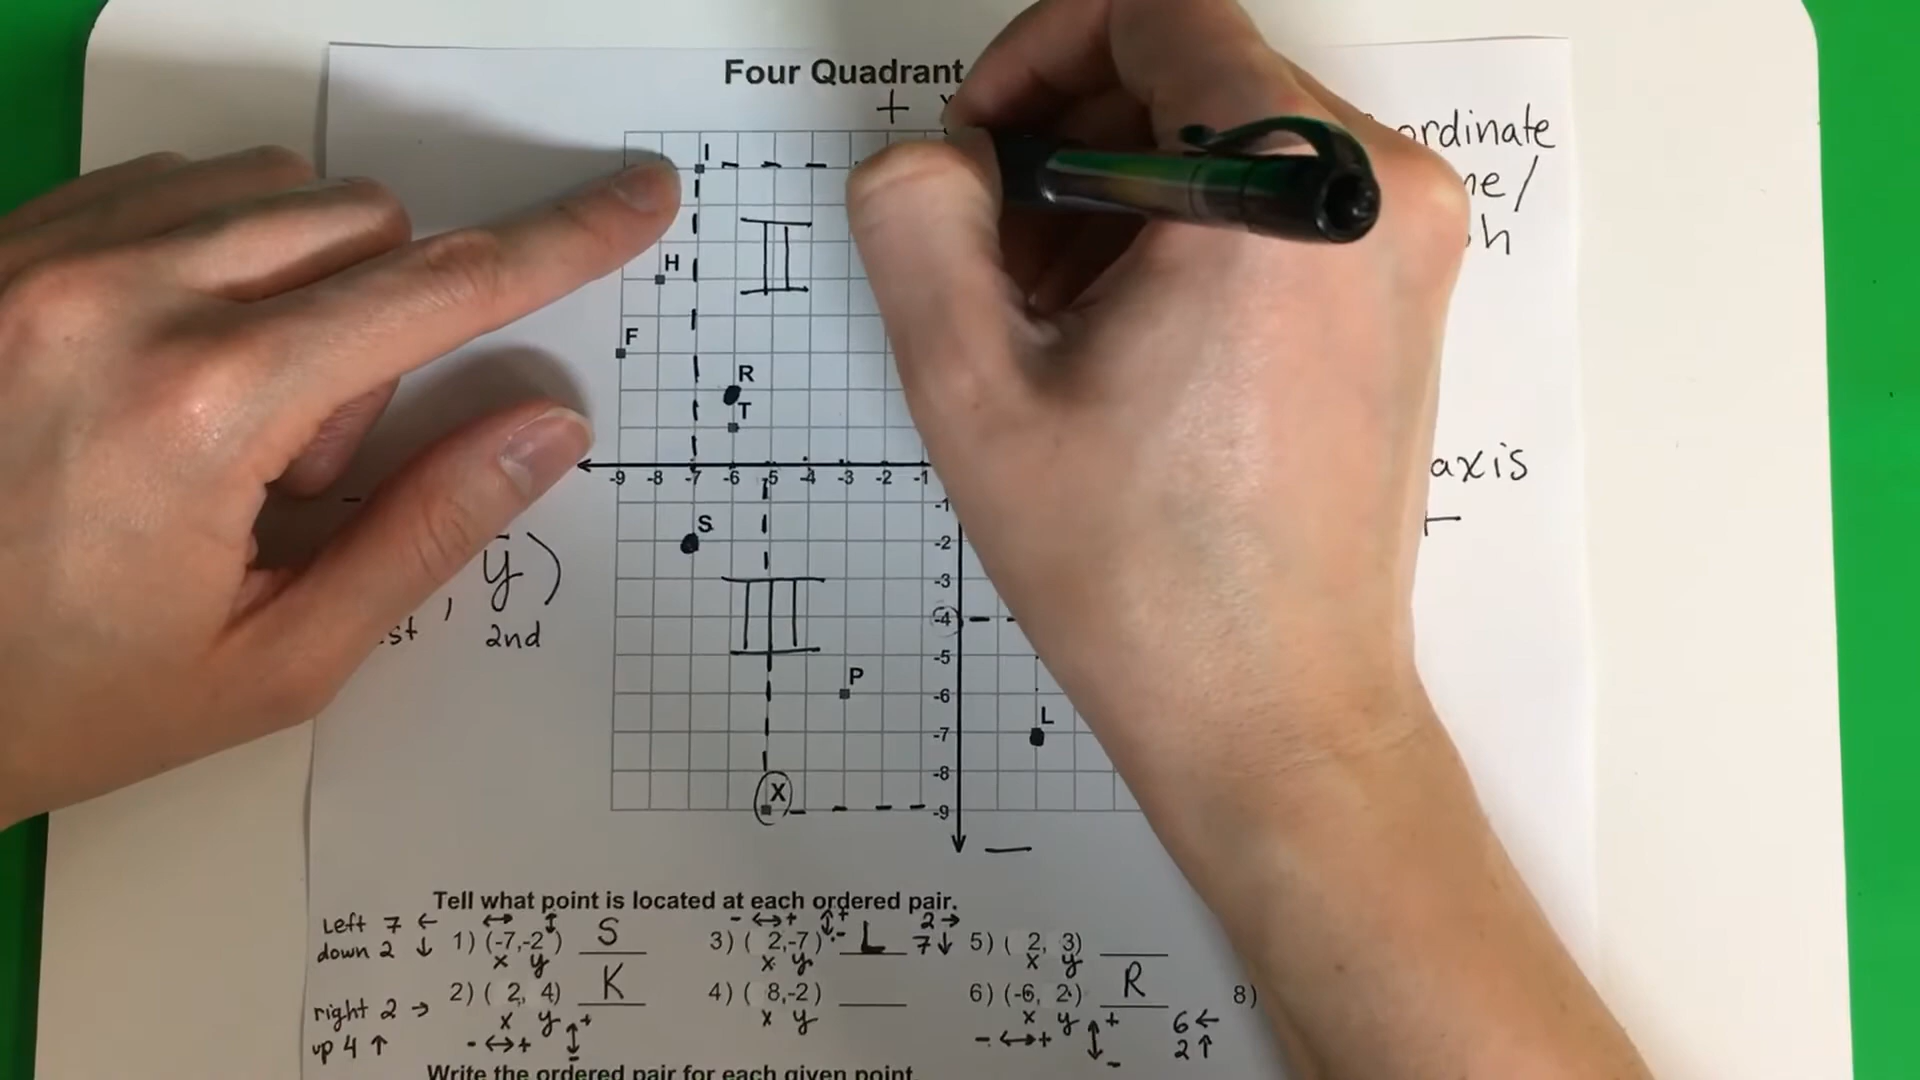 Four Quadrant
+
ordinate
I
II
H
F
R
T
axis
-9 -8 -7 -6 -5 -4 -3 -2 -1
-1
S
-2
-3
-4
-5
-6
-7
-8
-9
III
P
L
X
y )
, 2nd
st
Tell what point is located at each ordered pair.
Left 7 ← 1) (-7,-2) S 3) ( 2,-7) L 2 → 5) ( 2, 3)
down 2 ↓ x y x y 7 ↓ x y
right 2 → 2) ( 2, 4) K 4) ( 8,-2) 6) (-6, 2) R 8)
up 4 ↑ x y x y x y 6 ←
- ↔ + - ↔ + 2 ↑
Write the ordered pair for each given point.